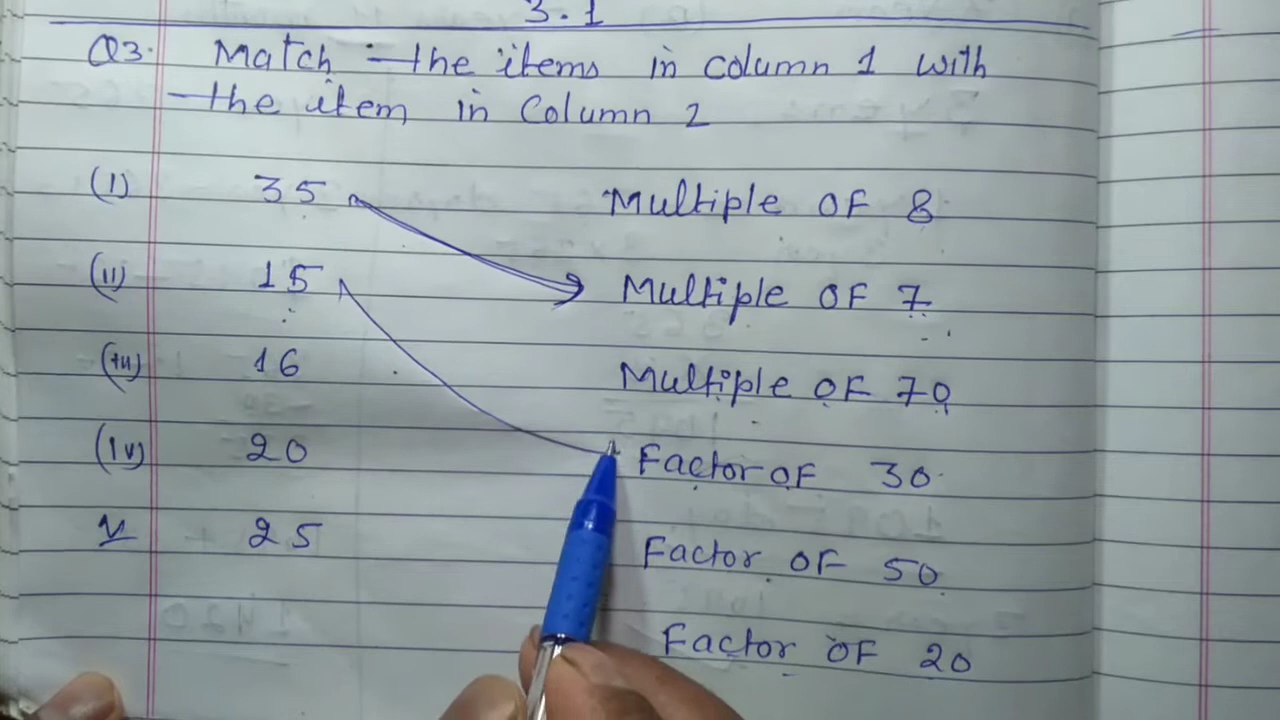 3.1
Q3. Match the items in column 1 with
the item in Column 2
(I) 35 Multiple OF 8
(II) 15 Multiple OF 7
(III) 16 Multiple OF 70
(IV) 20 Factor OF 30
V 25 Factor OF 50
Factor OF 20